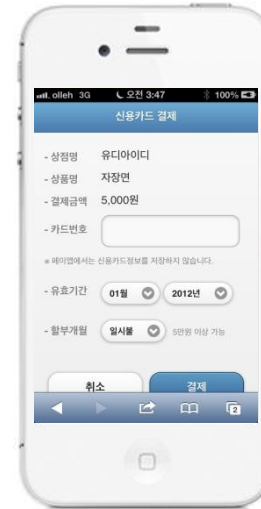 olleh 3G 오전 3:47 100%
신용카드 결제
- 상점명 유디아이디
- 상품명 자장면
- 결제금액 5,000원
- 카드번호
※ 페이앱에서는 신용카드정보를 저장하지 않습니다.
- 유효기간 01월 2012년
- 할부개월 일시불 5만원 이상 가능
취소 결제
2